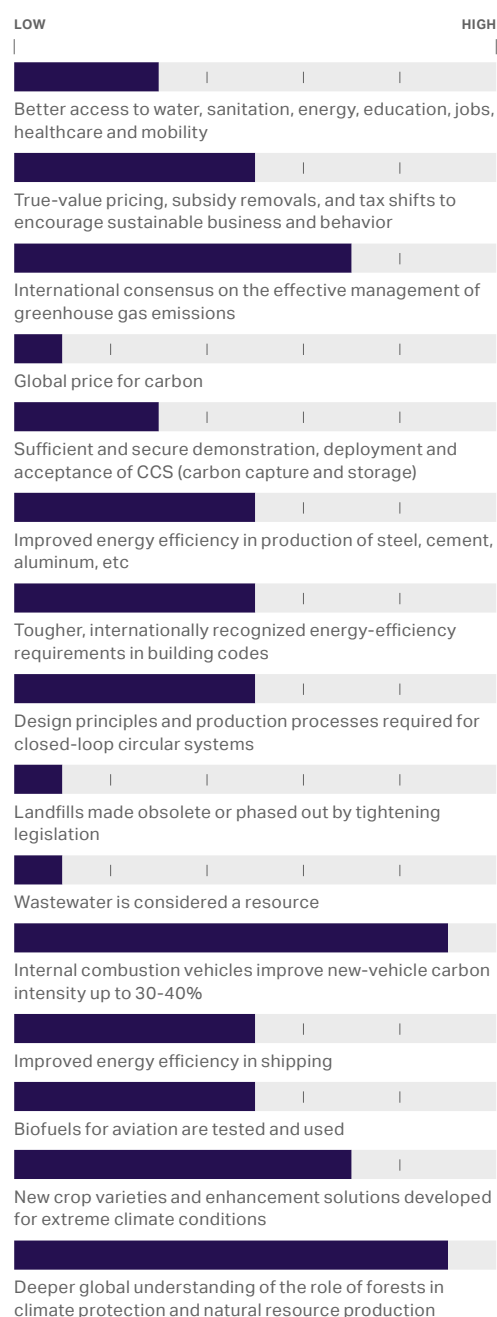 LOW HIGH
Better access to water, sanitation, energy, education, jobs,
healthcare and mobility
True-value pricing, subsidy removals, and tax shifts to
encourage sustainable business and behavior
International consensus on the effective management of
greenhouse gas emissions
Global price for carbon
Sufficient and secure demonstration, deployment and
acceptance of CCS (carbon capture and storage)
Improved energy efficiency in production of steel, cement,
aluminum, etc
Tougher, internationally recognized energy-efficiency
requirements in building codes
Design principles and production processes required for
closed-loop circular systems
Landfills made obsolete or phased out by tightening
legislation
Wastewater is considered a resource
Internal combustion vehicles improve new-vehicle carbon
intensity up to 30-40%
Improved energy efficiency in shipping
Biofuels for aviation are tested and used
New crop varieties and enhancement solutions developed
for extreme climate conditions
Deeper global understanding of the role of forests in
climate protection and natural resource production